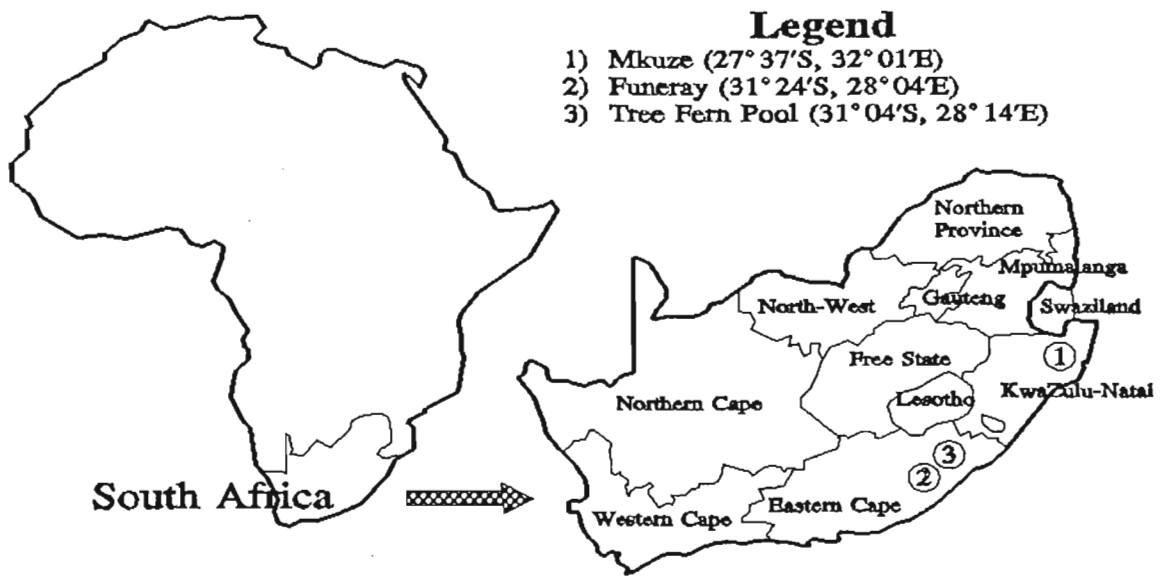 Legend
1) Mkuze (27°37'S, 32°01'E)
2) Funeray (31°24'S, 28°04'E)
3) Tree Fern Pool (31°04'S, 28°14'E)
Northern
Province
Mpumalanga
North-West
Gauteng
Swaziland
Free State
1
Northern Cape
Lesotho
KwaZulu-Natal
3
2
South Africa
Western Cape
Eastern Cape